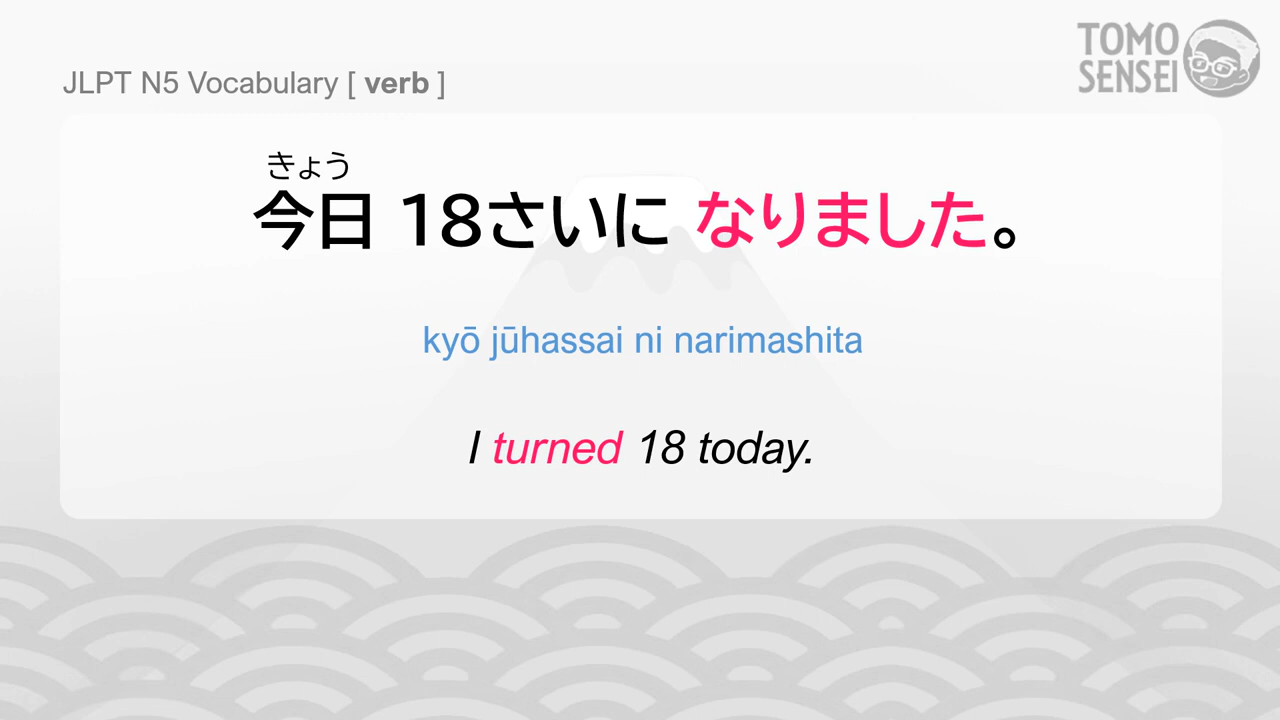 TOMO
SENSEI
JLPT N5 Vocabulary [ verb ]
きょう
今日 18さいに なりました。
kyō jūhassai ni narimashita
I turned 18 today.